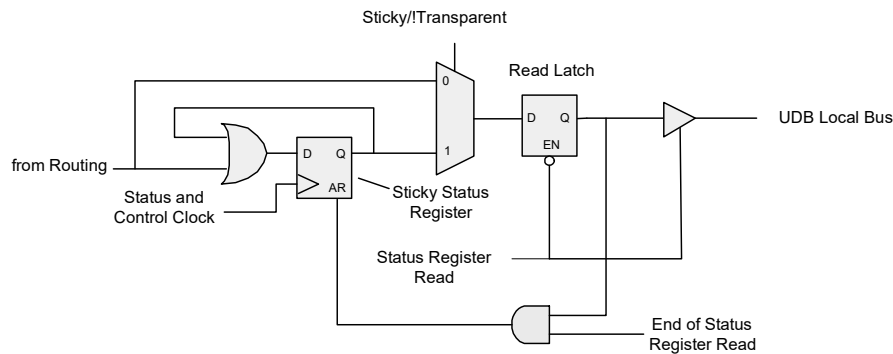 Sticky/!Transparent
Read Latch
0
D Q
EN
UDB Local Bus
1
D Q
AR
from Routing
Status and
Control Clock
Sticky Status
Register
Status Register
Read
End of Status
Register Read